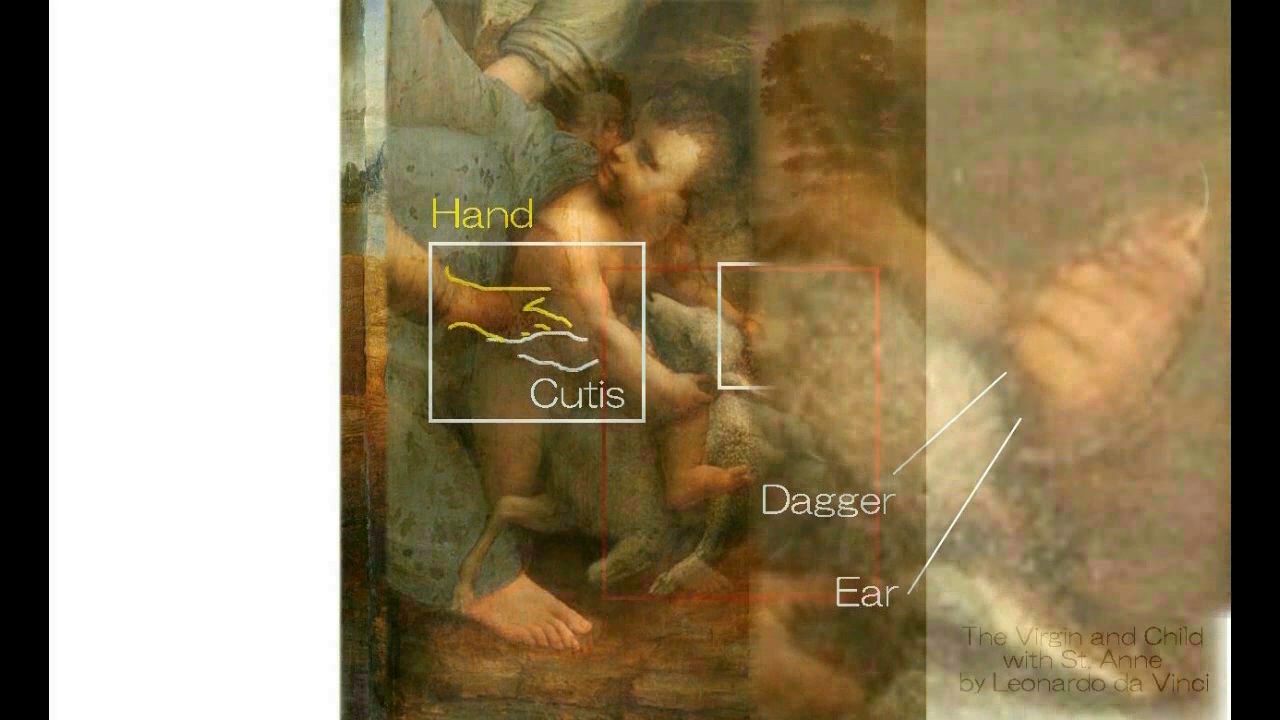 Hand
Cutis
Dagger
Ear
The Virgin and Child
with St. Anne
by Leonardo da Vinci